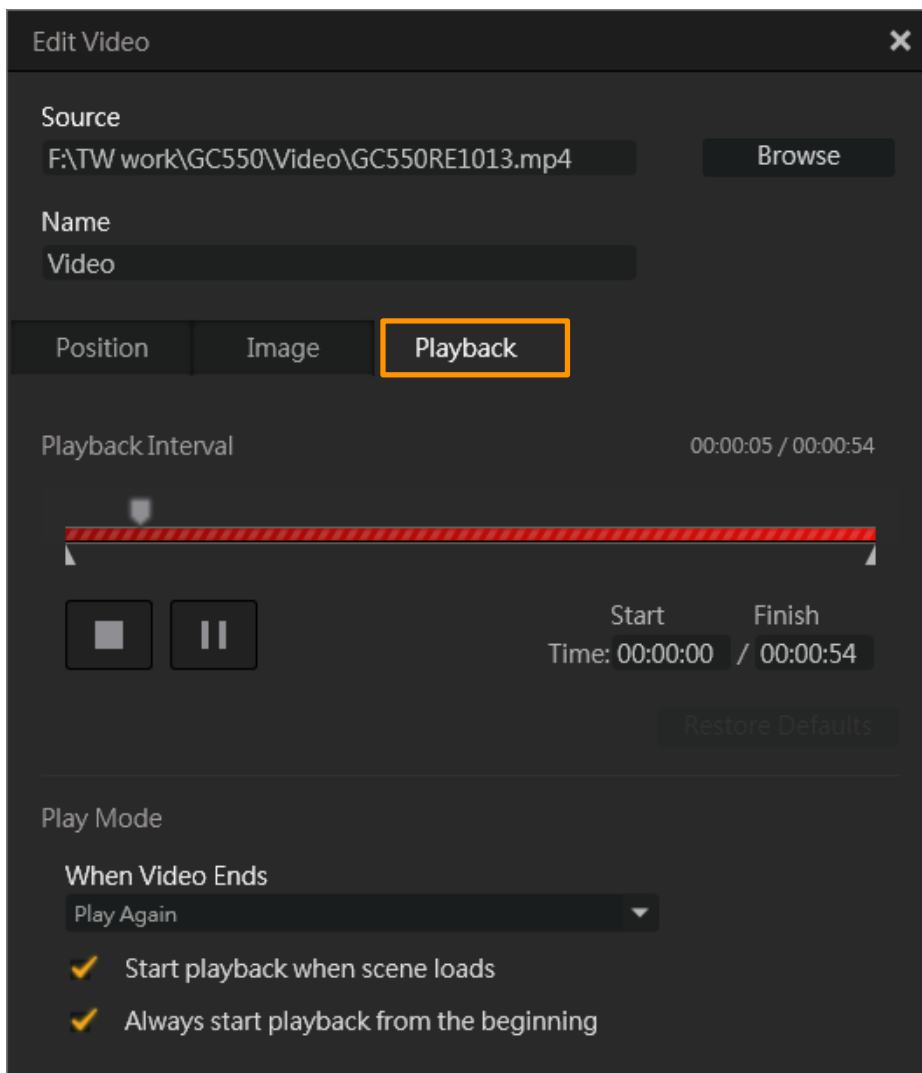 Edit Video
Source
F:\TW work\GC550\Video\GC550RE1013.mp4
Browse
Name
Video
Position Image Playback
Playback Interval 00:00:05 / 00:00:54
Start Finish
Time: 00:00:00 / 00:00:54
Restore Defaults
Play Mode
When Video Ends
Play Again
Start playback when scene loads
Always start playback from the beginning